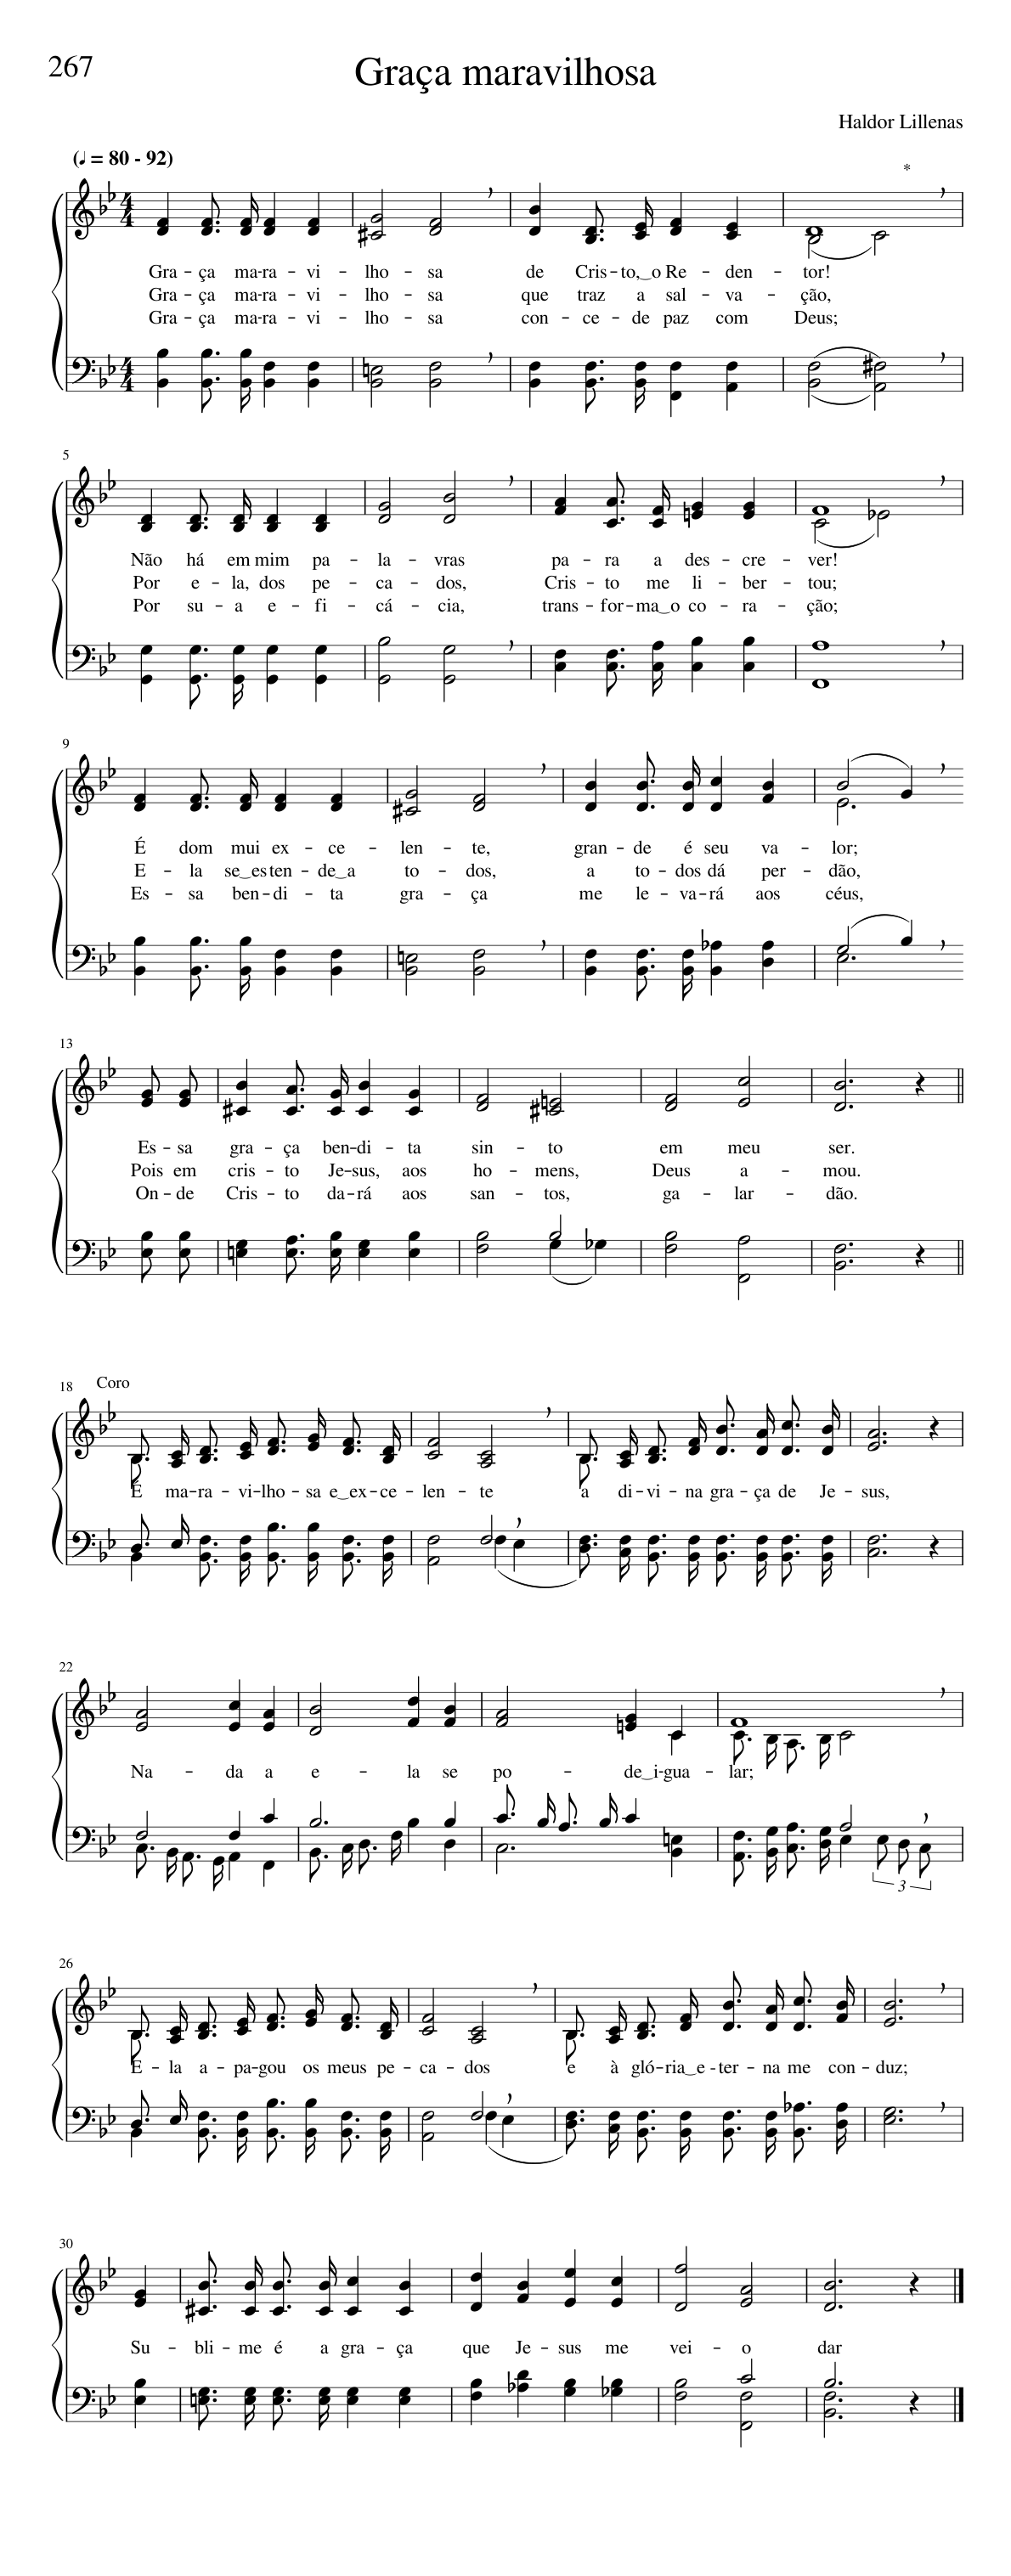 267
Graça maravilhosa
Haldor Lillenas
(♩ = 80 - 92)
*
Gra - ça ma - ra - vi - lho - sa de Cris - to,‿o Re - den - tor!
Gra - ça ma - ra - vi - lho - sa que traz a sal - va - ção,
Gra - ça ma - ra - vi - lho - sa con - ce - de paz com Deus;
5
Não há em mim pa - la - vras pa - ra a des - cre - ver!
Por e - la, dos pe - ca - dos, Cris - to me li - ber - tou;
Por su - a e - fi - cá - cia, trans - for - ma‿o co - ra - ção;
9
É dom mui ex - ce - len - te, gran - de é seu va - lor;
E - la se‿es - ten - de‿a to - dos, a to - dos dá per - dão,
Es - sa ben - di - ta gra - ça me le - va - rá aos céus,
13
Es - sa gra - ça ben - di - ta sin - to em meu ser.
Pois em cris - to Je - sus, aos ho - mens, Deus a - mou.
On - de Cris - to da - rá aos san - tos, ga - lar - dão.
18
Coro
É ma - ra - vi - lho - sa e‿ex - ce - len - te a di - vi - na gra - ça de Je - sus,
22
Na - da a e - la se po - de‿i - gua - lar;
3
26
E - la a - pa - gou os meus pe - ca - dos e à gló - ria‿e - ter - na me con - duz;
30
Su - bli - me é a gra - ça que Je - sus me vei - o dar